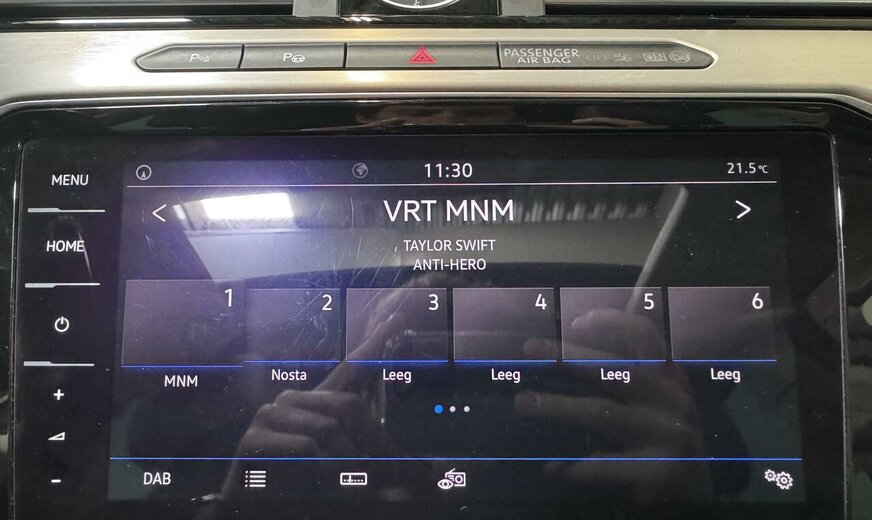 P
P
PASSENGER
AIR BAG
OFF
ON
MENU
11:30
21.5°C
HOME
< VRT MNM >
TAYLOR SWIFT
ANTI-HERO
1
2
3
4
5
6
MNM
Nosta
Leeg
Leeg
Leeg
Leeg
+
-
DAB